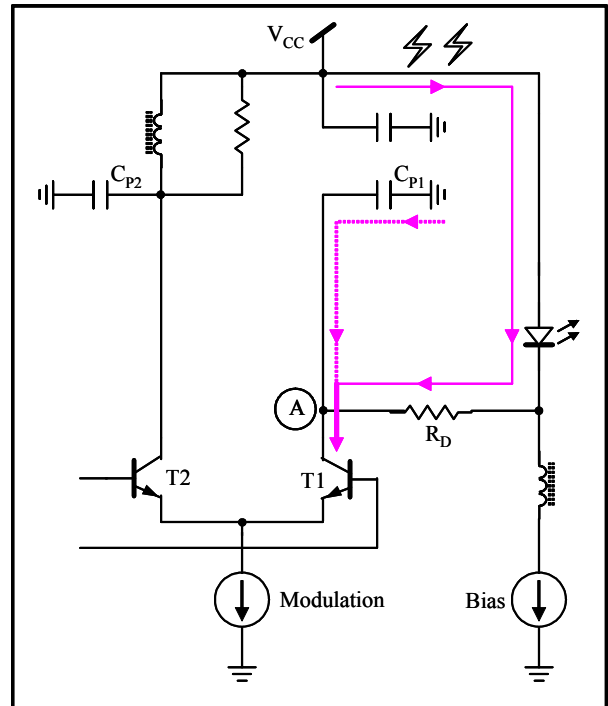 V_CC
C_P2
C_P1
A
R_D
T2
T1
Modulation
Bias